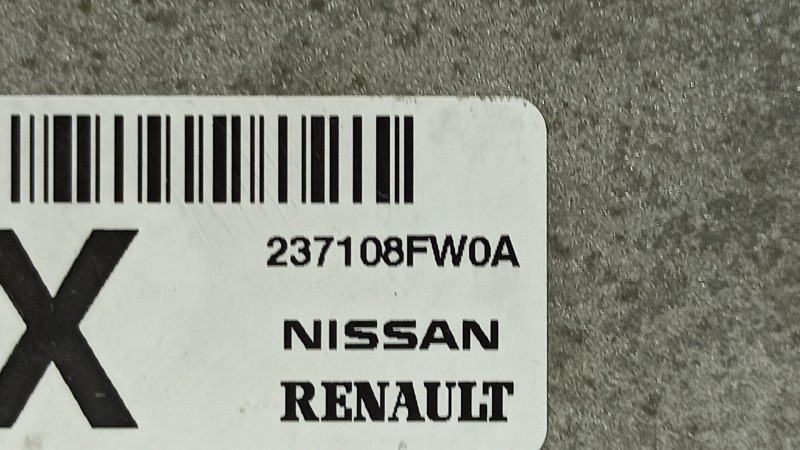 X
237108FW0A
NISSAN
RENAULT